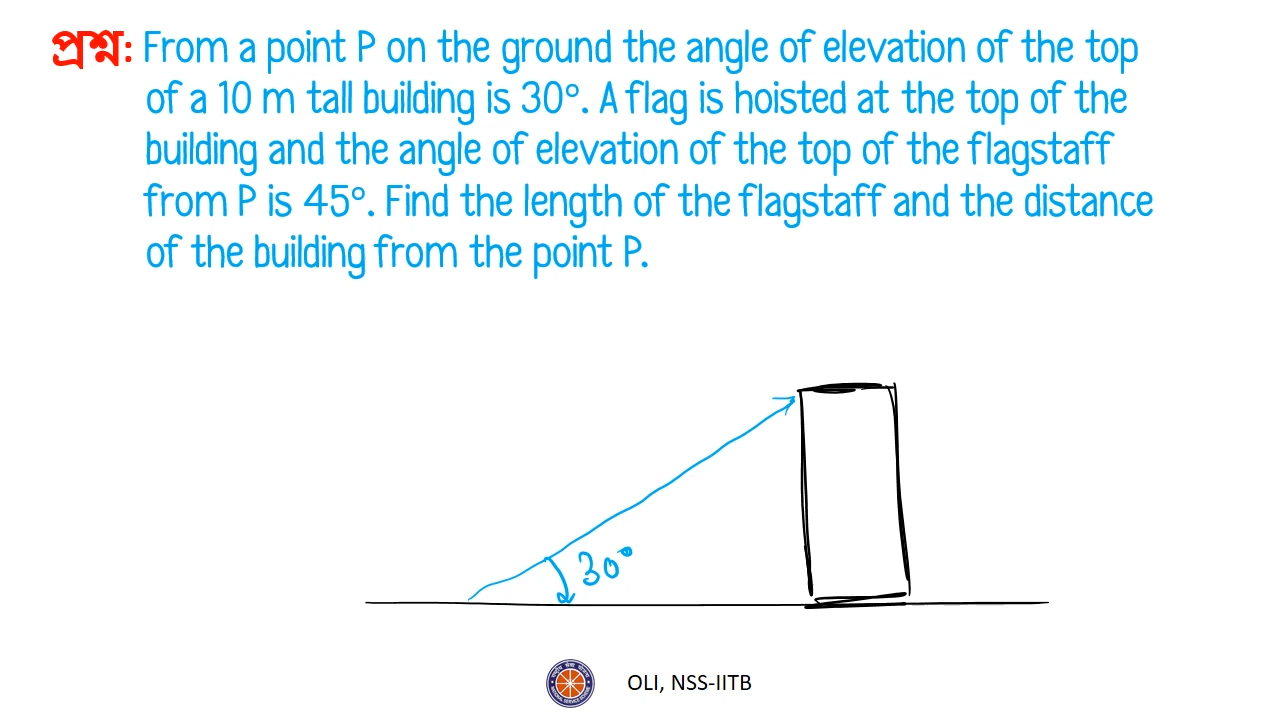 প্রশ্ন: From a point P on the ground the angle of elevation of the top
of a 10 m tall building is 30°. A flag is hoisted at the top of the
building and the angle of elevation of the top of the flagstaff
from P is 45°. Find the length of the flagstaff and the distance
of the building from the point P.
30°
OLI, NSS-IITB